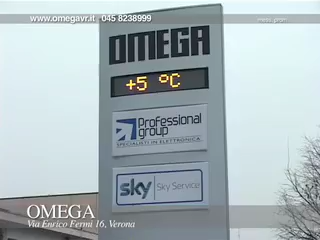 www.omegavr.it 045 8238999
OMEGA
+5 ºC
Professional
group
SPECIALISTI IN ELETTRONICA
sky Sky Service
OMEGA
Via Enrico Fermi 16, Verona